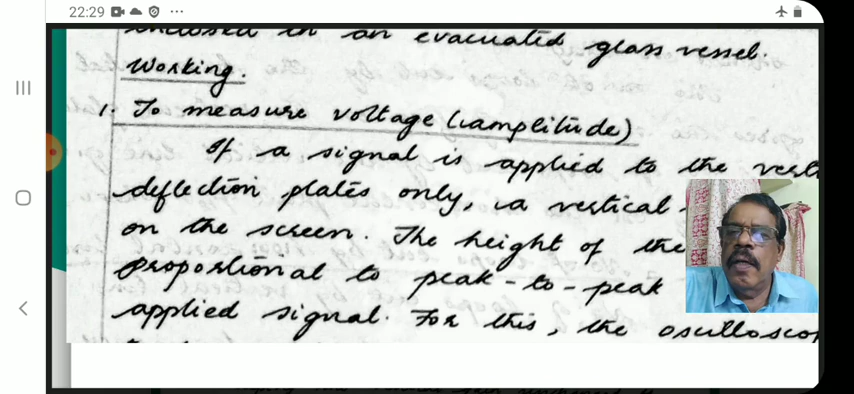 22:29
enclosed in an evacuated glass vessel.
Working.
1. To measure voltage (amplitude)
If a signal is applied to the
deflection plates only, a vertical
on the screen. The height of the
proportional to peak-to-peak
applied signal. For this, the